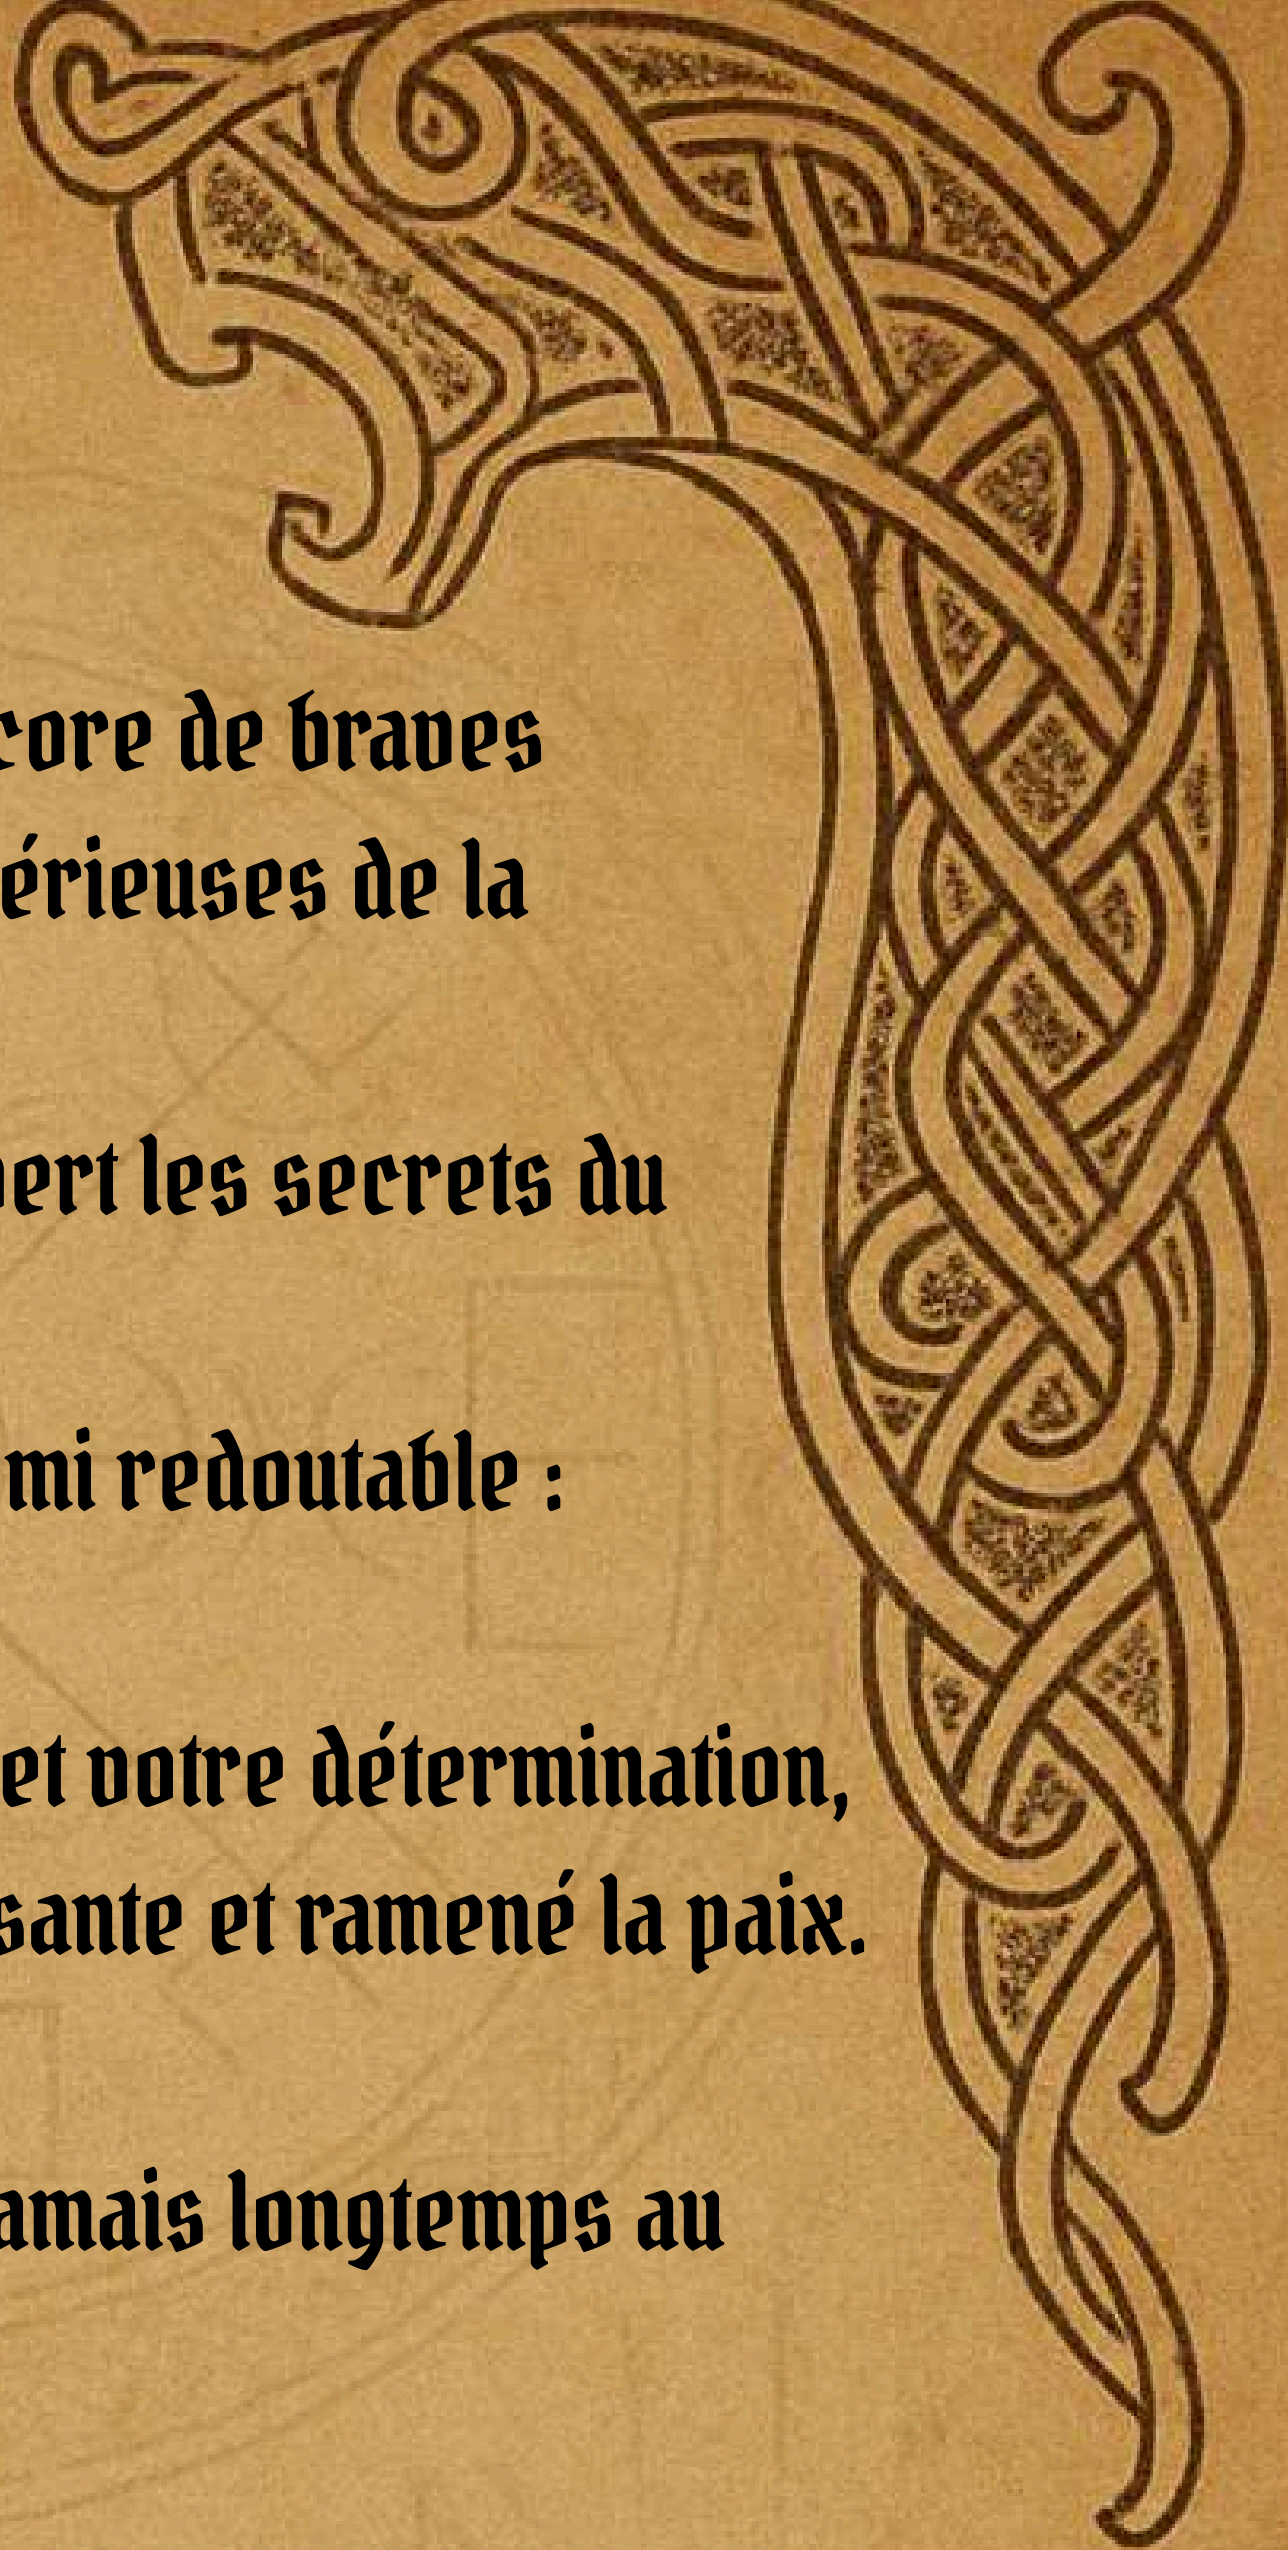 core de braves
érieuses de la
ert les secrets du
mi redoutable :
et votre détermination,
sante et ramené la paix.
amais longtemps au